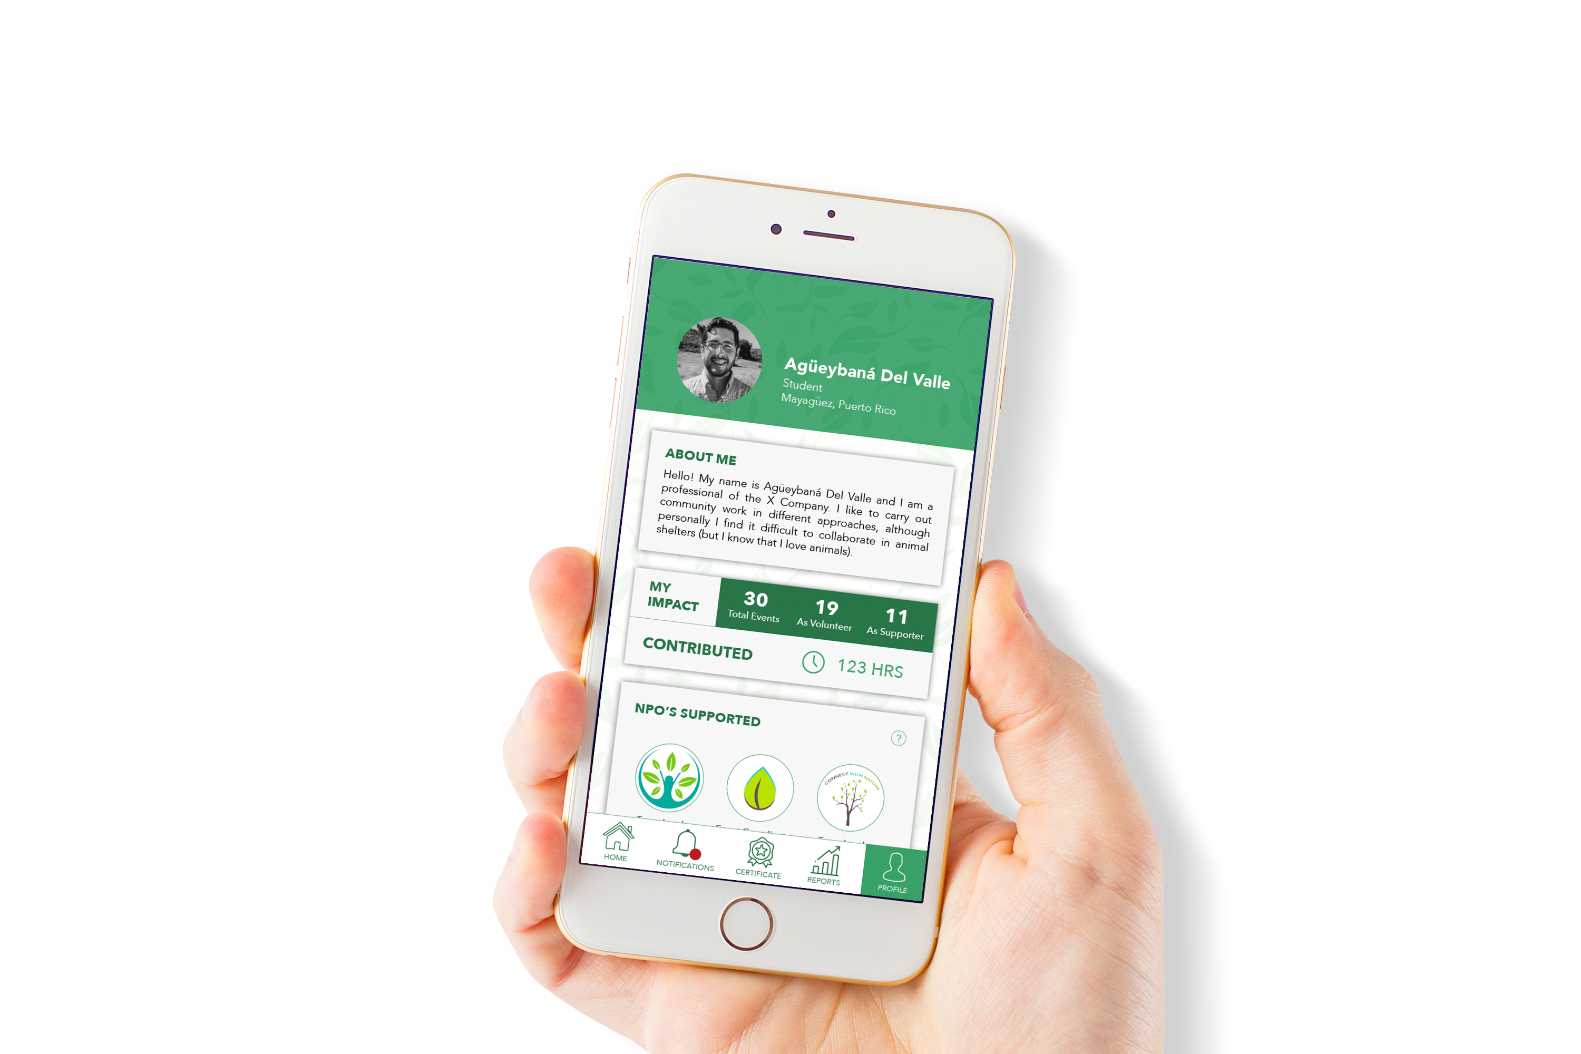 Agüeybaná Del Valle
Student
Mayagüez, Puerto Rico
ABOUT ME
Hello! My name is Agüeybaná Del Valle and I am a
professional of the X Company. I like to carry out
community work in different approaches, although
personally I find it difficult to collaborate in animal
shelters (but I know that I love animals).
MY
IMPACT
30
Total Events
19
As Volunteer
11
As Supporter
CONTRIBUTED
123 HRS
NPO'S SUPPORTED
?
CONNECT WITH NATURE
HOME
NOTIFICATIONS
CERTIFICATE
REPORTS
PROFILE